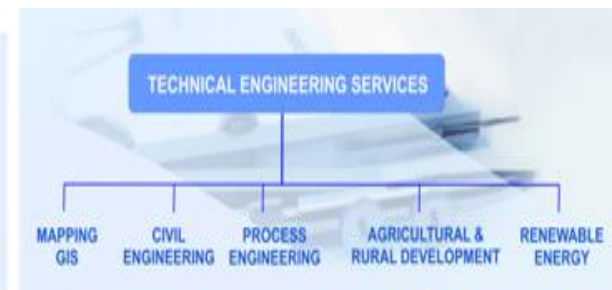 TECHNICAL ENGINEERING SERVICES
MAPPING
GIS
CIVIL
ENGINEERING
PROCESS
ENGINEERING
AGRICULTURAL &
RURAL DEVELOPMENT
RENEWABLE
ENERGY